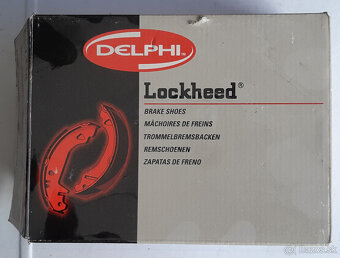 DELPHI
Lockheed®
BRAKE SHOES
MÂCHOIRES DE FREINS
TROMMELBREMSBACKEN
REMSCHOENEN
ZAPATAS DE FRENO